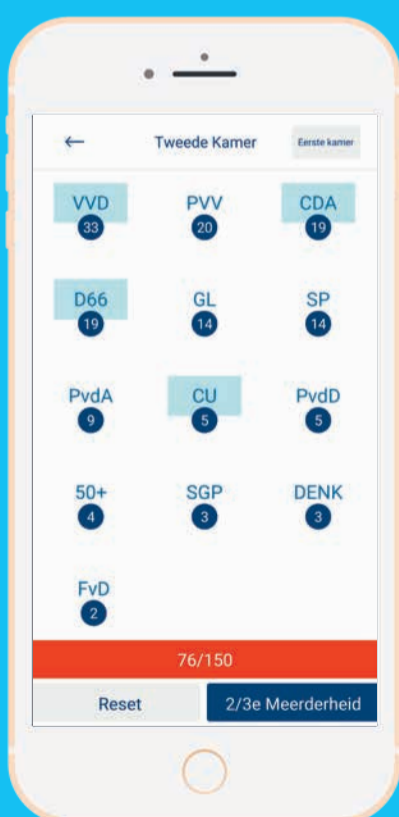 ← Tweede Kamer Eerste kamer
VVD PVV CDA
33 20 19
D66 GL SP
19 14 14
PvdA CU PvdD
9 5 5
50+ SGP DENK
4 3 3
FvD
2
76/150
Reset 2/3e Meerderheid